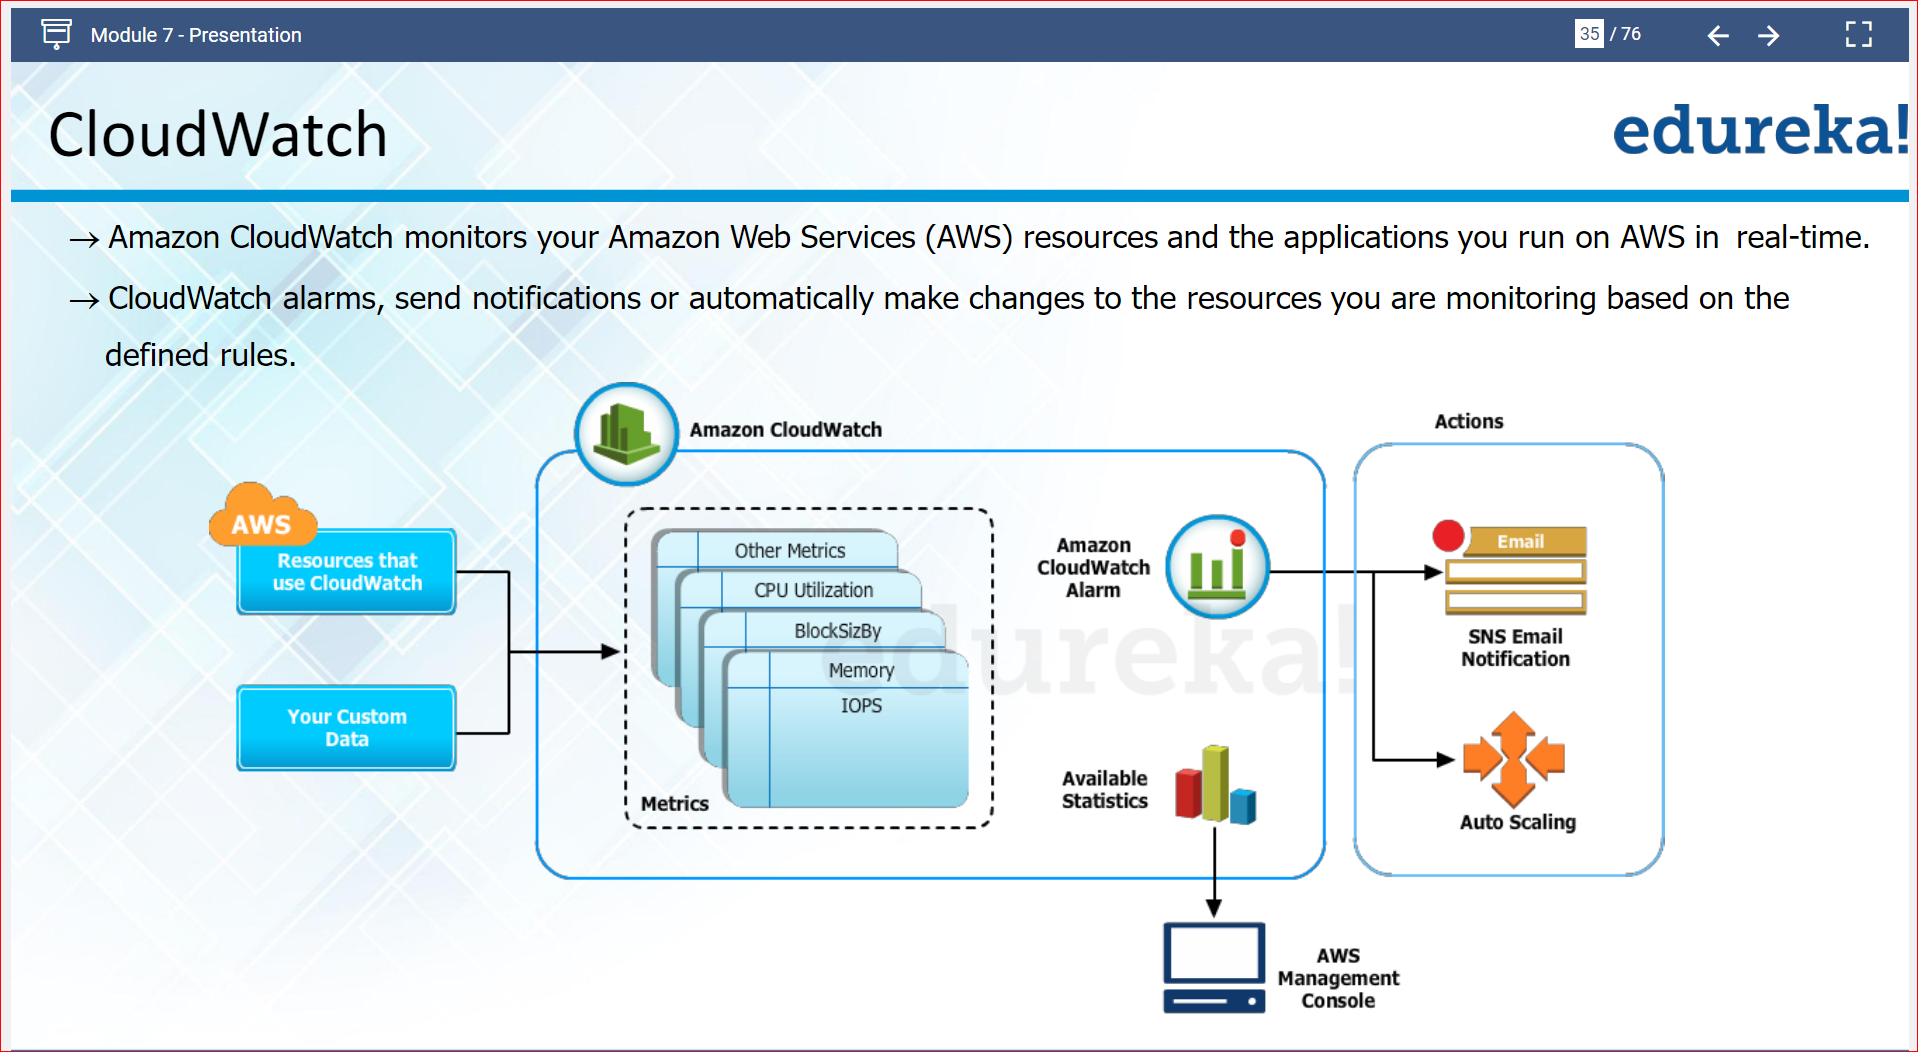 Module 7 - Presentation
35 / 76
CloudWatch
edureka!
→ Amazon CloudWatch monitors your Amazon Web Services (AWS) resources and the applications you run on AWS in real-time.
→ CloudWatch alarms, send notifications or automatically make changes to the resources you are monitoring based on the
defined rules.
Amazon CloudWatch
Actions
AWS
Resources that
use CloudWatch
Your Custom
Data
Other Metrics
CPU Utilization
BlockSizBy
Memory
IOPS
Metrics
Amazon
CloudWatch
Alarm
Available
Statistics
Email
SNS Email
Notification
Auto Scaling
AWS
Management
Console
edureka!